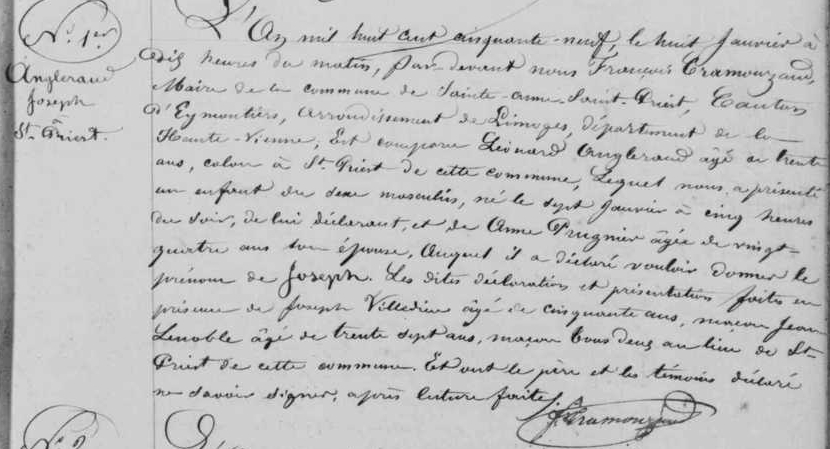 N° 1er
Angleraud
Joseph
à
St. Priest.
L'An mil huit cent cinquante-neuf, le huit Janvier à
dix heures du matin, par-devant nous François Cramouzaud,
Maire de la commune de Sainte-Anne-Saint-Priest, Canton
d'Eymoutiers, arrondissement de Limoges, département de la
Haute-Vienne, Est comparu Léonard Angleraud âgé de trente
ans, colon à St. Priest de cette commune, Lequel nous a présenté
un enfant du sexe masculin, né le sept Janvier à cinq heures
du soir, de lui déclarant, et de Anne Prugnier âgée de vingt-
quatre ans son épouse, Auquel il a déclaré vouloir donner le
prénom de Joseph. Les dites déclaration et présentation faites en
présence de Joseph Villedieu âgé de cinquante ans, maçon Jean
Lenoble âgé de trente sept ans, maçon tous deux au lieu de St-
Priest de cette commune. Et ont le père et les témoins déclaré
ne savoir signer, après lecture faite.
Cramouzaud
N° 2